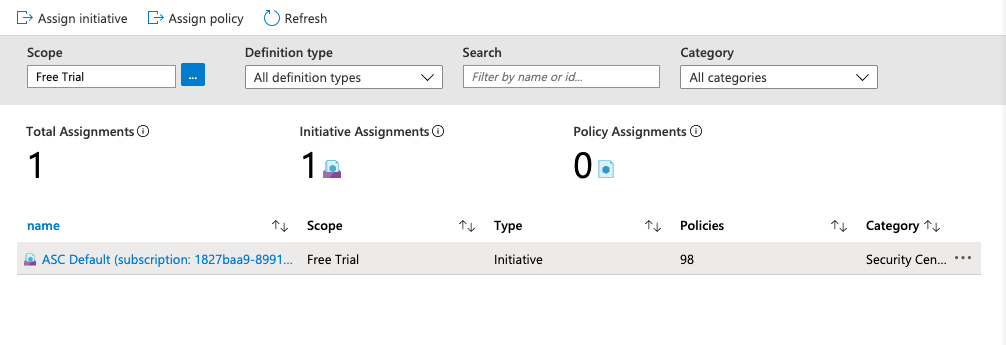 Assign initiative Assign policy Refresh
Scope Definition type Search Category
Free Trial ... All definition types Filter by name or id... All categories
Total Assignments Initiative Assignments Policy Assignments
1 1 0
name Scope Type Policies Category
ASC Default (subscription: 1827baa9-8991... Free Trial Initiative 98 Security Cen... ...